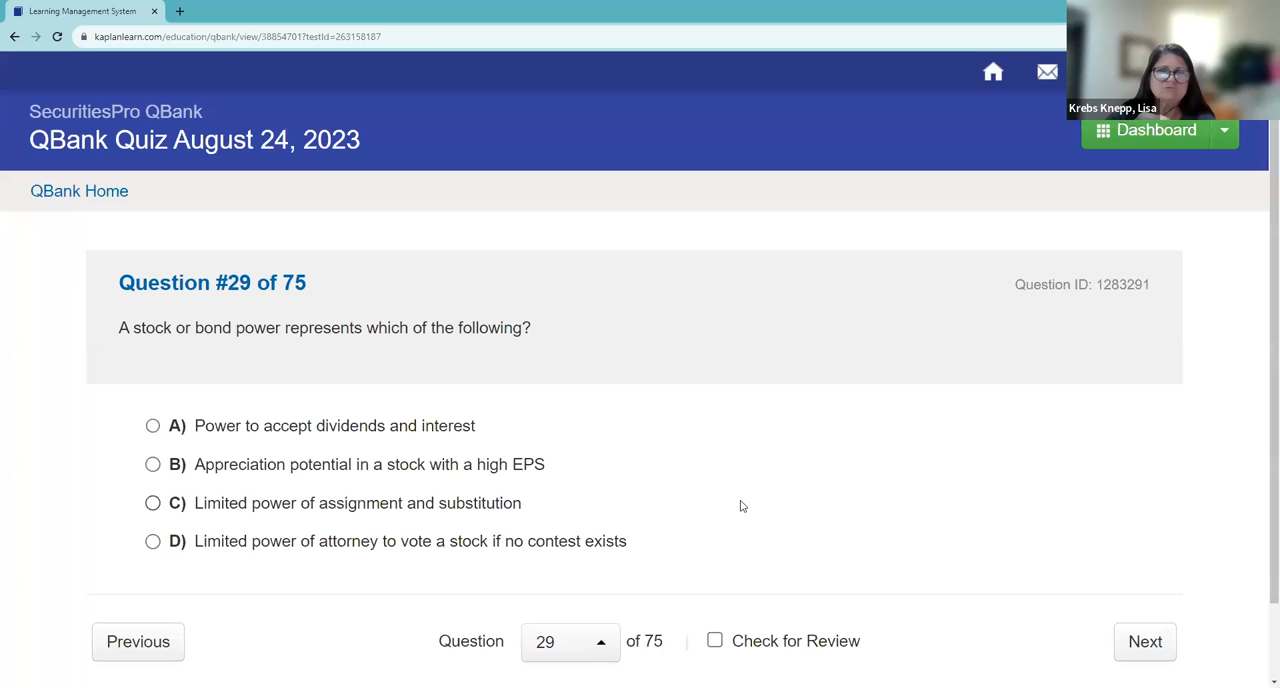 Learning Management System
kaplanlearn.com/education/qbank/view/38854701?testId=263158187
Krebs Knepp, Lisa
SecuritiesPro QBank
QBank Quiz August 24, 2023
Dashboard
QBank Home
Question #29 of 75
Question ID: 1283291
A stock or bond power represents which of the following?
A) Power to accept dividends and interest
B) Appreciation potential in a stock with a high EPS
C) Limited power of assignment and substitution
D) Limited power of attorney to vote a stock if no contest exists
Previous
Question 29 of 75
Check for Review
Next